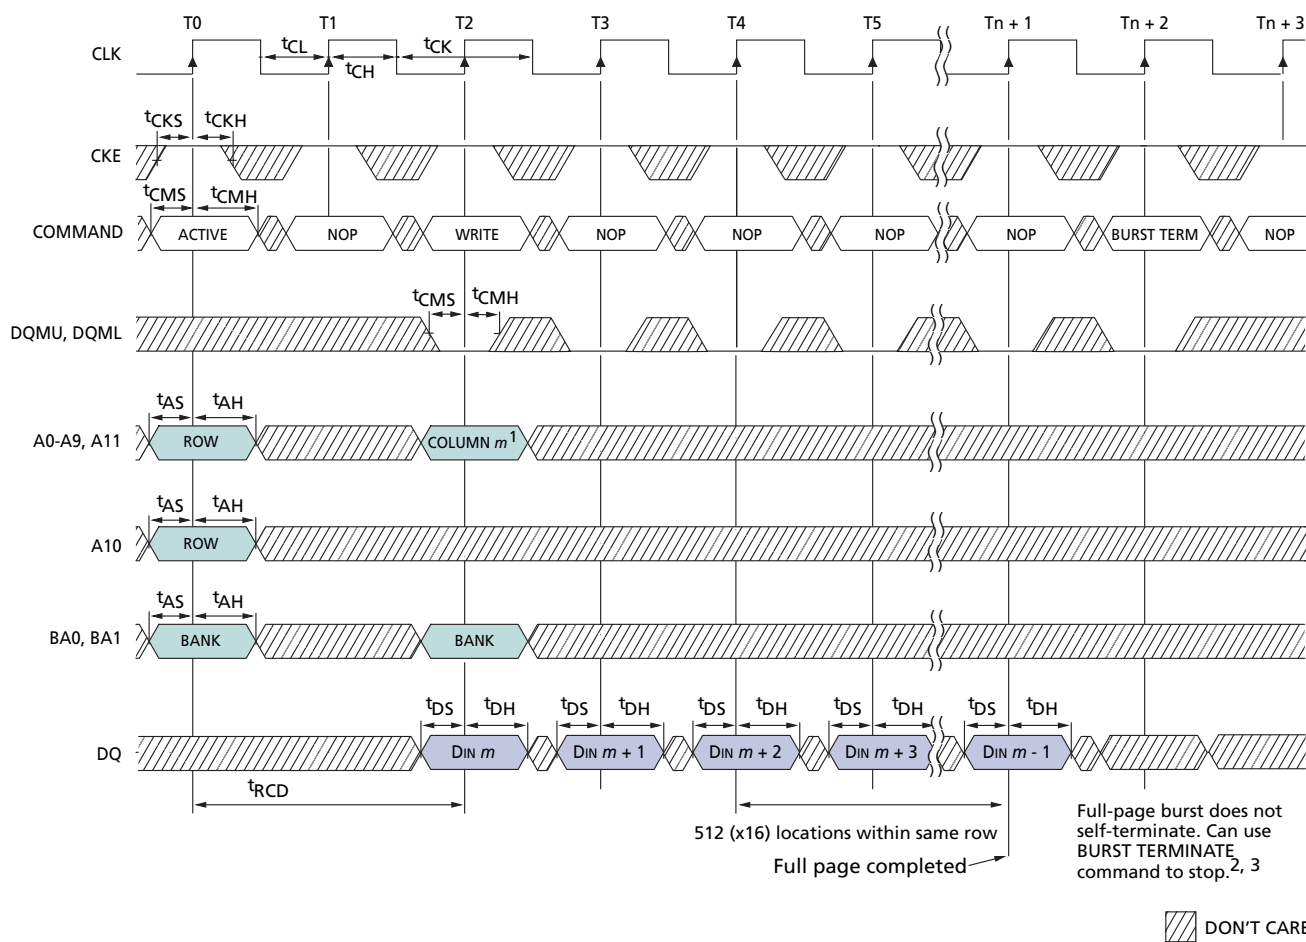 T0 T1 T2 T3 T4 T5 Tn + 1 Tn + 2 Tn + 3
CLK tCL tCH tCK
tCKS tCKH
CKE
tCMS tCMH
COMMAND ACTIVE NOP WRITE NOP NOP NOP NOP BURST TERM NOP
tCMS tCMH
DQMU, DQML
tAS tAH
A0-A9, A11 ROW COLUMN m1
tAS tAH
A10 ROW
tAS tAH
BA0, BA1 BANK BANK
tDS tDH tDS tDH tDS tDH tDS tDH tDS tDH
DQ DIN m DIN m + 1 DIN m + 2 DIN m + 3 DIN m - 1
tRCD
512 (x16) locations within same row
Full page completed
Full-page burst does not
self-terminate. Can use
BURST TERMINATE
command to stop.2, 3
DON'T CARE